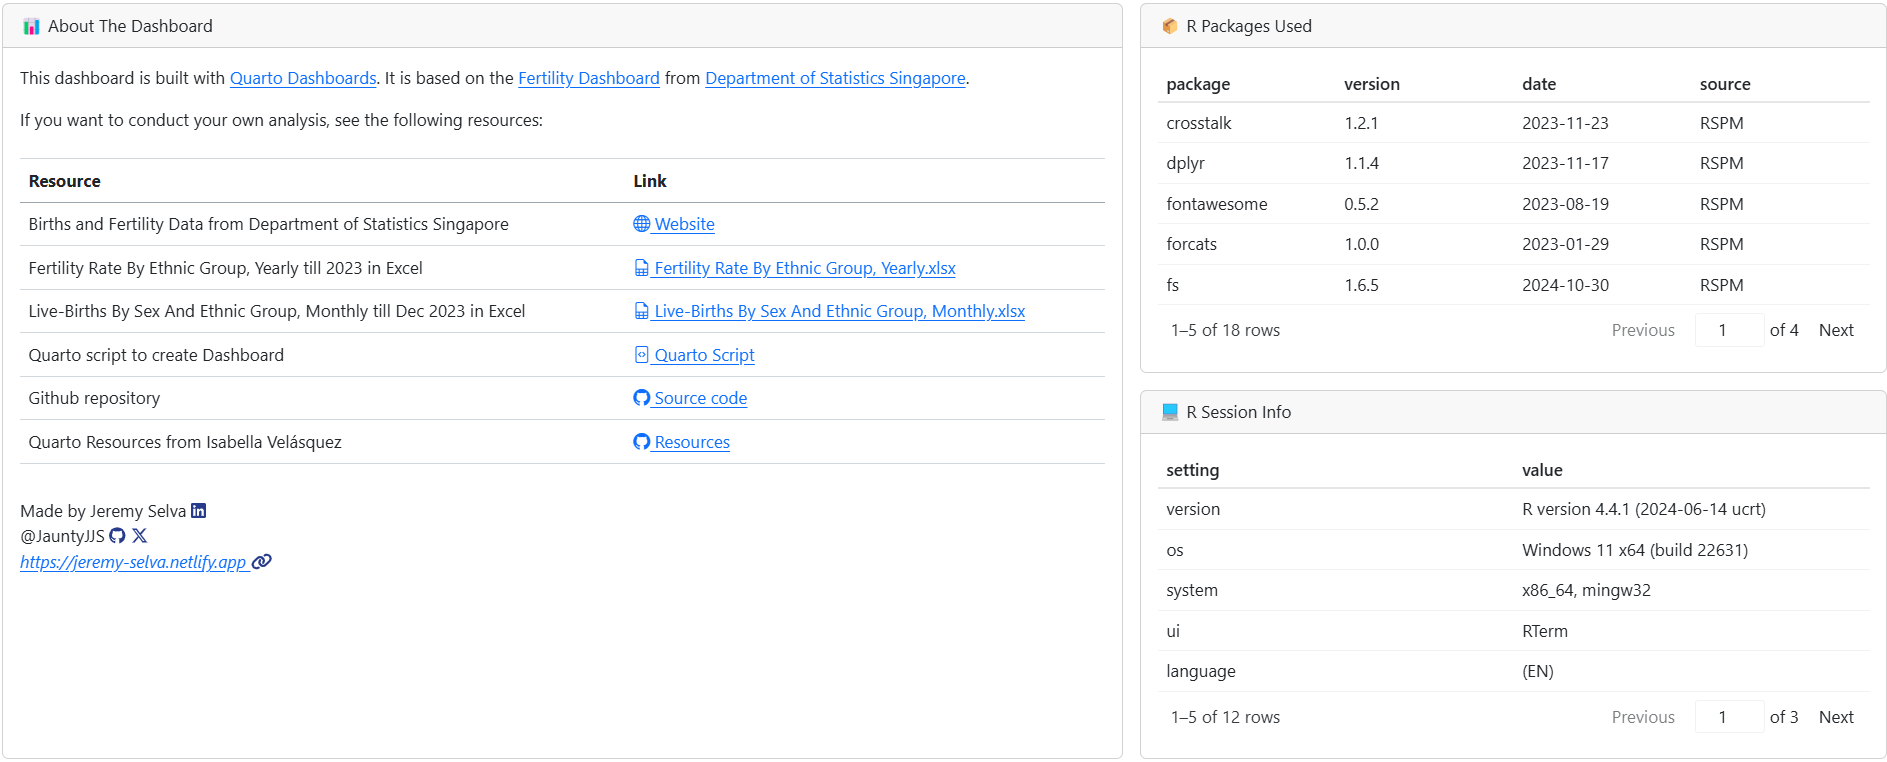 About The Dashboard
This dashboard is built with Quarto Dashboards. It is based on the Fertility Dashboard from Department of Statistics Singapore.
If you want to conduct your own analysis, see the following resources:
Resource Link
Births and Fertility Data from Department of Statistics Singapore Website
Fertility Rate By Ethnic Group, Yearly till 2023 in Excel Fertility Rate By Ethnic Group, Yearly.xlsx
Live-Births By Sex And Ethnic Group, Monthly till Dec 2023 in Excel Live-Births By Sex And Ethnic Group, Monthly.xlsx
Quarto script to create Dashboard Quarto Script
Github repository Source code
Quarto Resources from Isabella Velásquez Resources
Made by Jeremy Selva
@JauntyJJS
https://jeremy-selva.netlify.app
R Packages Used
package version date source
crosstalk 1.2.1 2023-11-23 RSPM
dplyr 1.1.4 2023-11-17 RSPM
fontawesome 0.5.2 2023-08-19 RSPM
forcats 1.0.0 2023-01-29 RSPM
fs 1.6.5 2024-10-30 RSPM
1–5 of 18 rows Previous 1 of 4 Next
R Session Info
setting value
version R version 4.4.1 (2024-06-14 ucrt)
os Windows 11 x64 (build 22631)
system x86_64, mingw32
ui RTerm
language (EN)
1–5 of 12 rows Previous 1 of 3 Next